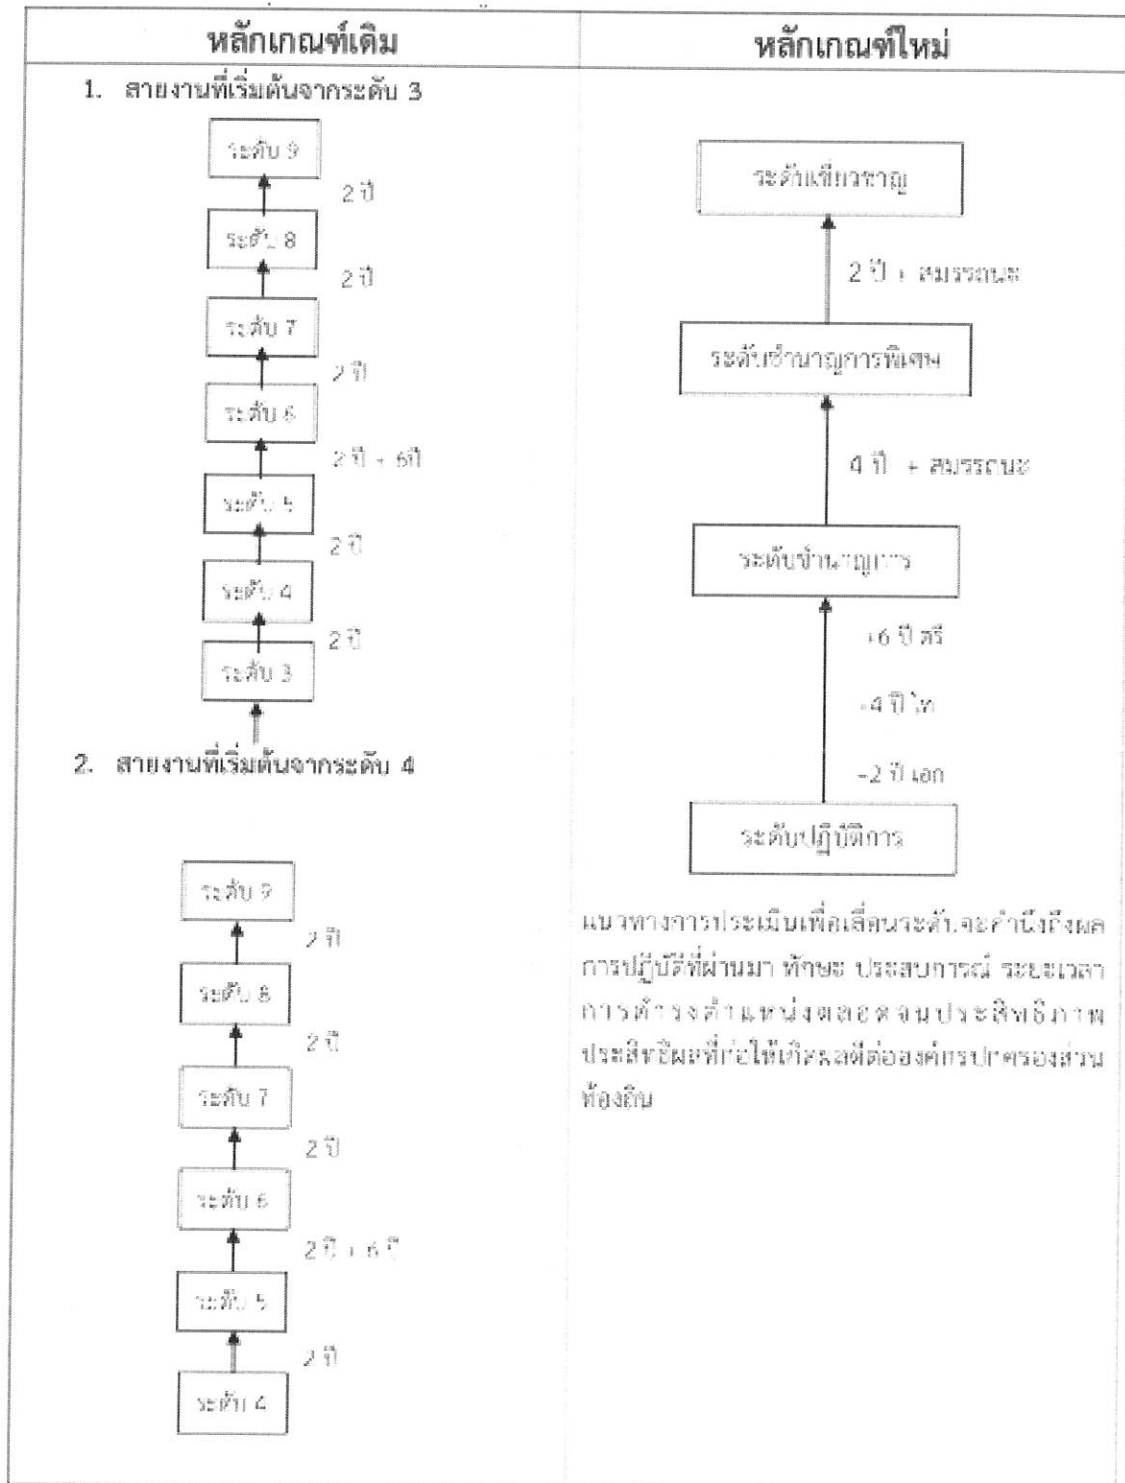 หลักเกณฑ์เดิม
หลักเกณฑ์ใหม่
1. สายงานที่เริ่มต้นจากระดับ 3
ระดับ 9
2 ปี
ระดับ 8
2 ปี
ระดับ 7
2 ปี
ระดับ 6
2 ปี + 6ปี
ระดับ 5
2 ปี
ระดับ 4
2 ปี
ระดับ 3
2. สายงานที่เริ่มต้นจากระดับ 4
ระดับ 9
2 ปี
ระดับ 8
2 ปี
ระดับ 7
2 ปี
ระดับ 6
2 ปี + 6 ปี
ระดับ 5
2 ปี
ระดับ 4
ระดับเชี่ยวชาญ
2 ปี + สมรรถนะ
ระดับชำนาญการพิเศษ
4 ปี + สมรรถนะ
ระดับชำนาญการ
+6 ปี ตรี
+4 ปี โท
+2 ปี เอก
ระดับปฏิบัติการ
แนวทางการประเมินเพื่อเลื่อนระดับจะคำนึงถึงผล
การปฏิบัติที่ผ่านมา ทักษะ ประสบการณ์ ระยะเวลา
การดำรงตำแหน่งตลอดจนประสิทธิภาพ
ประสิทธิผลที่ก่อให้เกิดผลดีต่อองค์กรปกครองส่วน
ท้องถิ่น